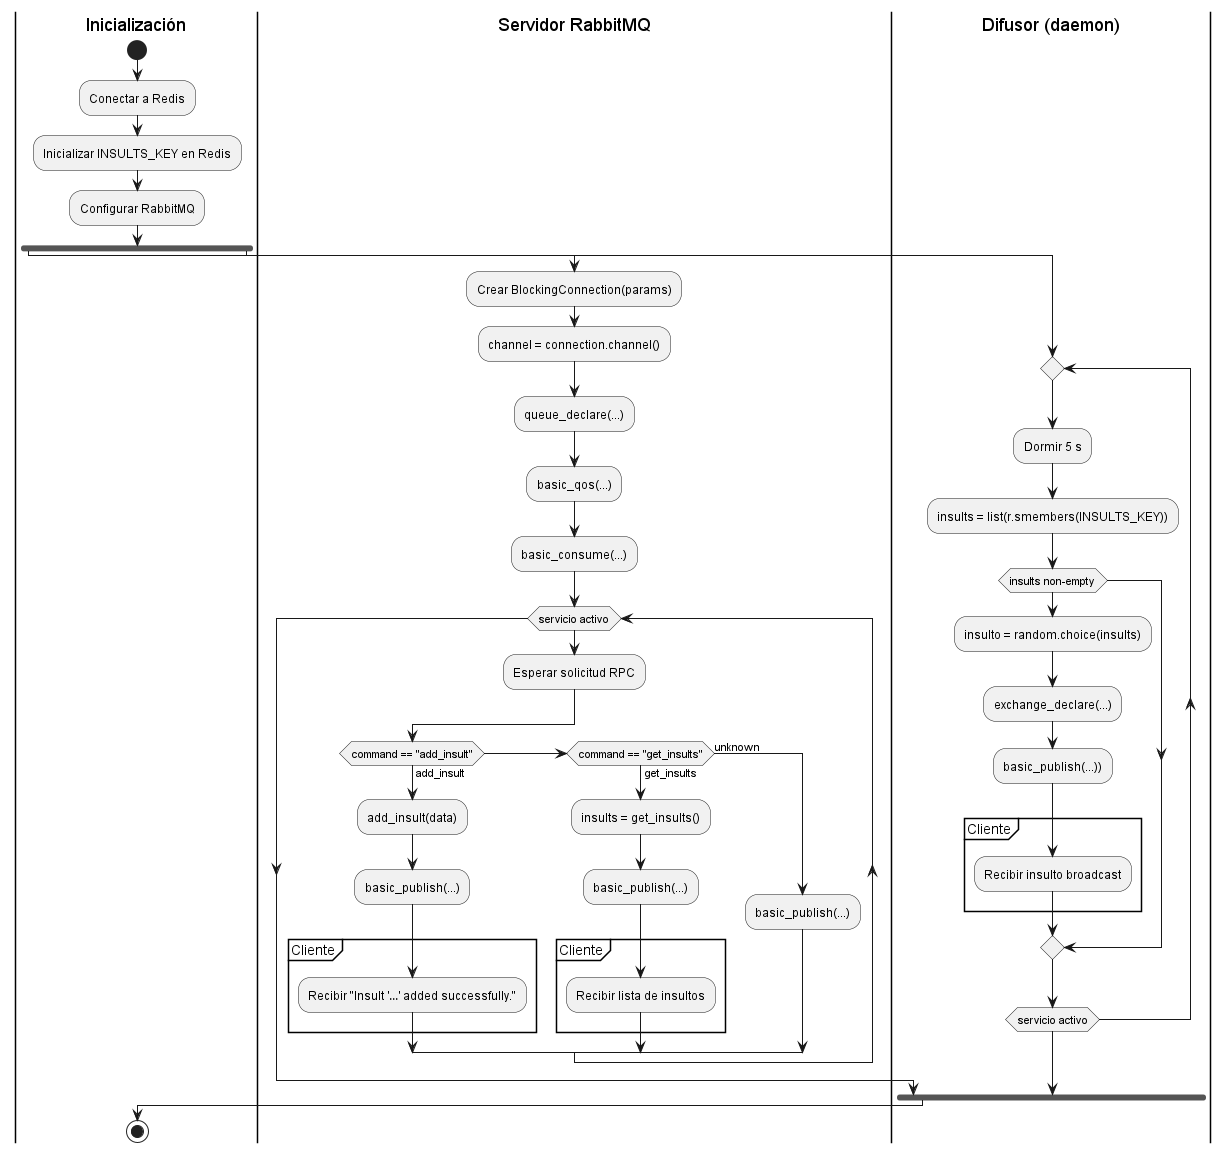 Inicialización
Servidor RabbitMQ
Difusor (daemon)
Conectar a Redis
Inicializar INSULTS_KEY en Redis
Configurar RabbitMQ
Crear BlockingConnection(params)
channel = connection.channel()
queue_declare(...)
basic_qos(...)
basic_consume(...)
servicio activo
Esperar solicitud RPC
command == "add_insult"
add_insult
add_insult(data)
basic_publish(...)
Cliente
Recibir "Insult '...' added successfully."
command == "get_insults"
get_insults
insults = get_insults()
basic_publish(...)
Cliente
Recibir lista de insultos
unknown
basic_publish(...)
Dormir 5 s
insults = list(r.smembers(INSULTS_KEY))
insults non-empty
insulto = random.choice(insults)
exchange_declare(...)
basic_publish(...))
Cliente
Recibir insulto broadcast
servicio activo